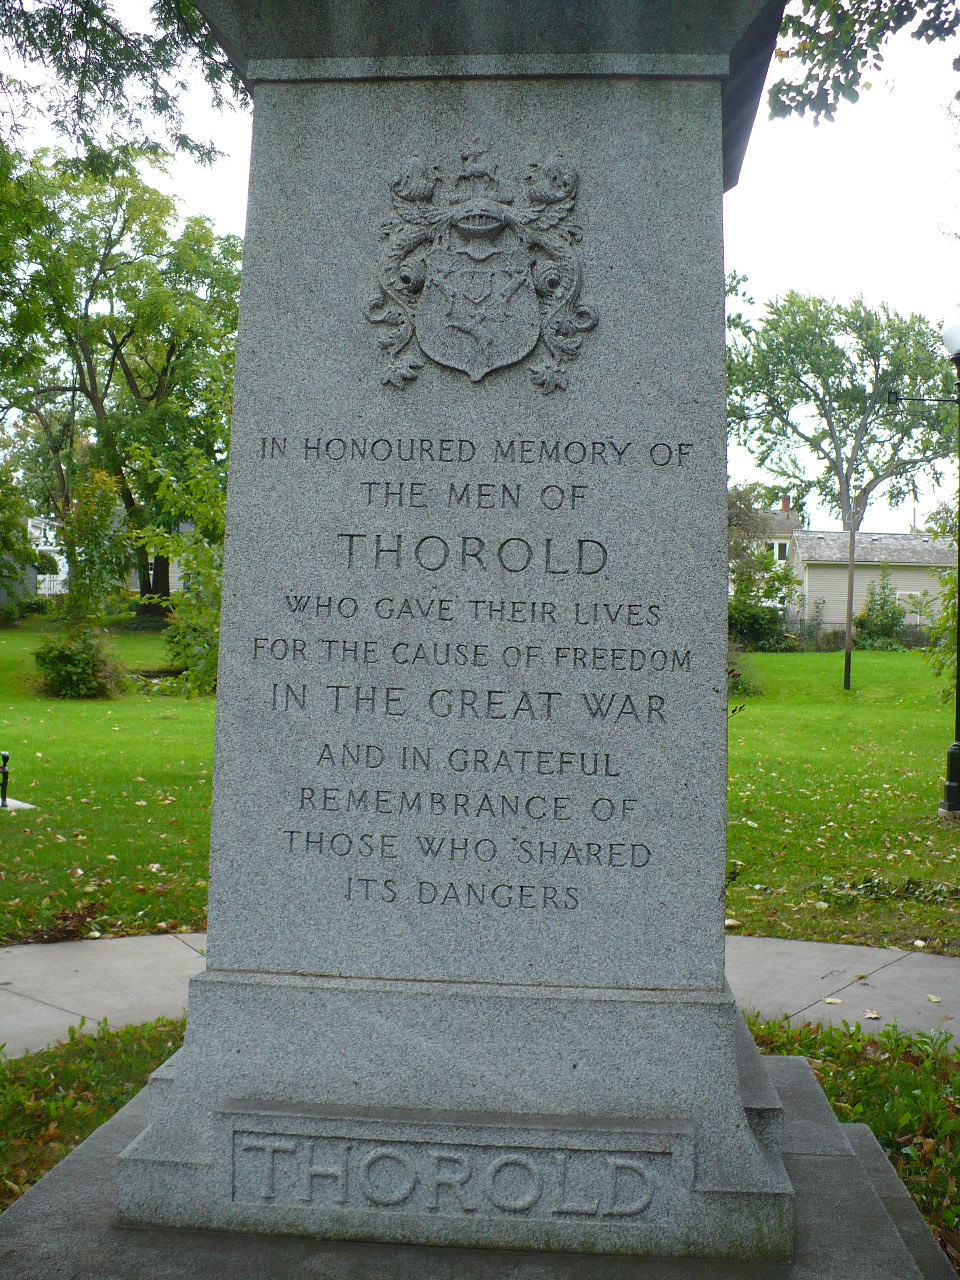 IN HONOURED MEMORY OF
THE MEN OF
THOROLD
WHO GAVE THEIR LIVES
FOR THE CAUSE OF FREEDOM
IN THE GREAT WAR
AND IN GRATEFUL
REMEMBRANCE OF
THOSE WHO SHARED
ITS DANGERS
THOROLD